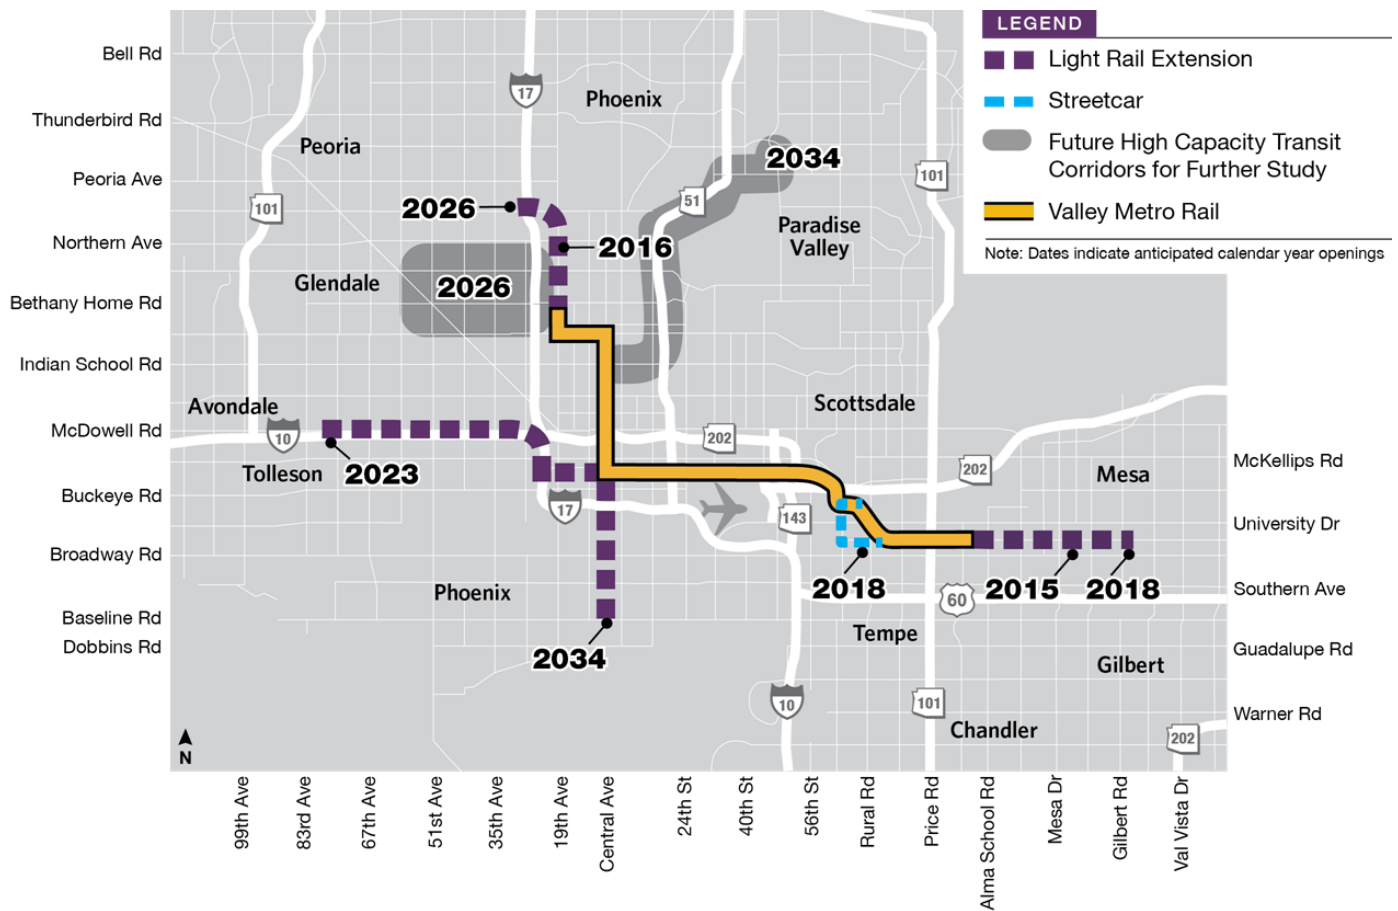 LEGEND
Light Rail Extension
Streetcar
Future High Capacity Transit
Corridors for Further Study
Valley Metro Rail
Note: Dates indicate anticipated calendar year openings
Bell Rd
Thunderbird Rd
Peoria Ave
Northern Ave
Bethany Home Rd
Indian School Rd
McDowell Rd
Buckeye Rd
Broadway Rd
Baseline Rd
Dobbins Rd
17
Phoenix
Peoria
2034
101
51
101
2026
2016
Paradise
Valley
Glendale
2026
Avondale
Scottsdale
10
202
Tolleson
2023
202
Mesa
17
143
2018
2015
2018
60
Phoenix
Tempe
2034
Gilbert
10
101
Chandler
202
N
McKellips Rd
University Dr
Southern Ave
Guadalupe Rd
Warner Rd
99th Ave
83rd Ave
67th Ave
51st Ave
35th Ave
19th Ave
Central Ave
24th St
40th St
56th St
Rural Rd
Price Rd
Alma School Rd
Mesa Dr
Gilbert Rd
Val Vista Dr